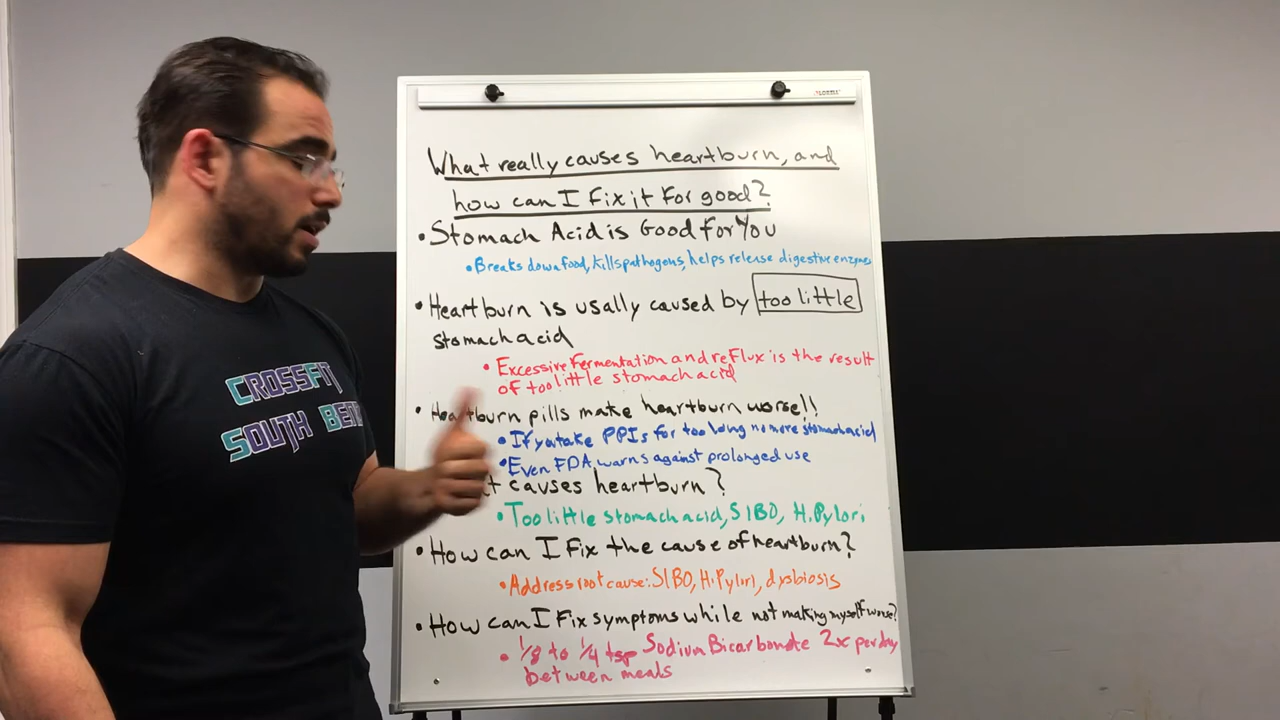 CROSSFIT
SOUTH BEN
What really causes heartburn, and
how can I fix it for good?
• Stomach Acid is Good for You
• Breaks down food, kills pathogons, helps release digestive enzymes
• Heartburn is usally caused by too little
stomach acid
• Excessive fermentation and reflux is the result
of too little stomach acid
• Heartburn pills make heartburn worse!!
• If you take PPIs for too long no more stomach acid
• Even FDA warns against prolonged use
causes heartburn?
• Too little stomach acid, SIBO, H. Pylori
• How can I fix the cause of heartburn?
• Address root cause: SIBO, H. Pylori, dysbiosis
• How can I fix symptoms while not making myself worse?
• 1/8 to 1/4 tsp Sodium Bicarbonate 2x per day
between meals